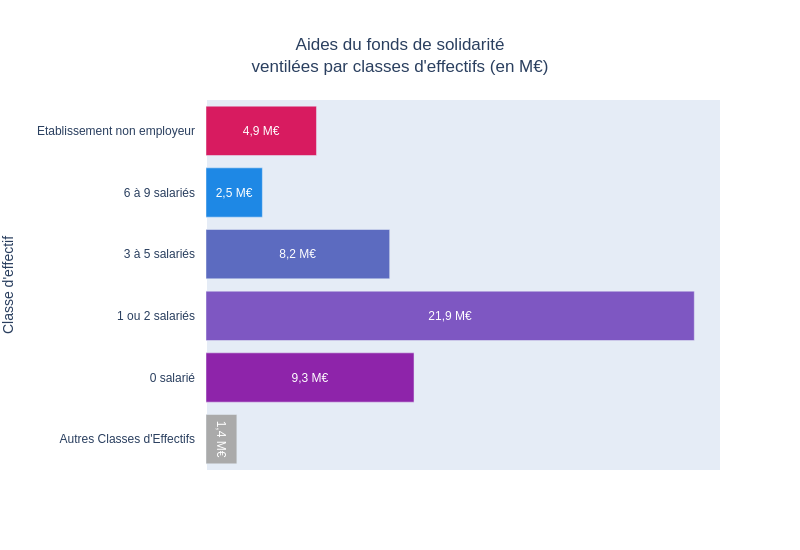 Aides du fonds de solidarité
ventilées par classes d'effectifs (en M€)
Classe d'effectif
Etablissement non employeur
4,9 M€
6 à 9 salariés
2,5 M€
3 à 5 salariés
8,2 M€
1 ou 2 salariés
21,9 M€
0 salarié
9,3 M€
Autres Classes d'Effectifs
1,4 M€